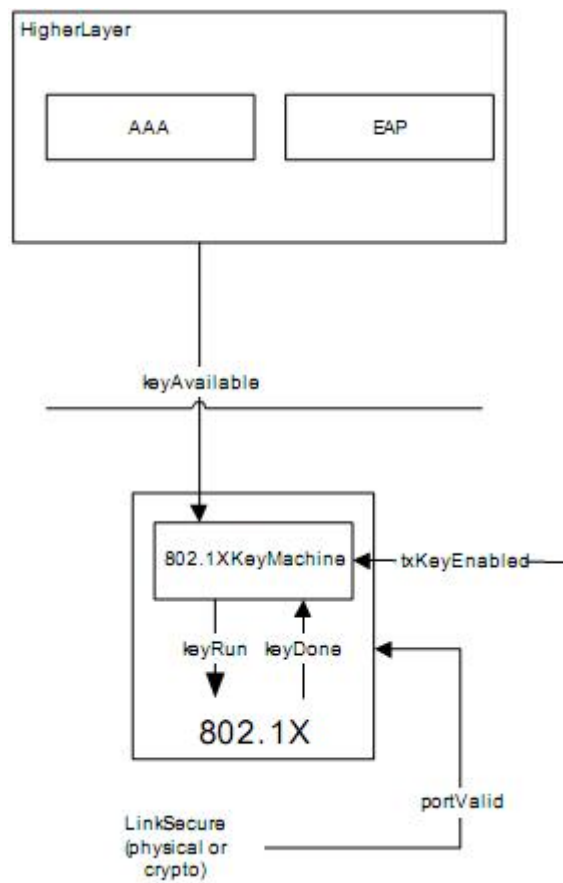 HigherLayer
AAA
EAP
keyAvailable
802.1XKeyMachine
txKeyEnabled
keyRun
keyDone
802.1X
portValid
LinkSecure
(physical or
crypto)